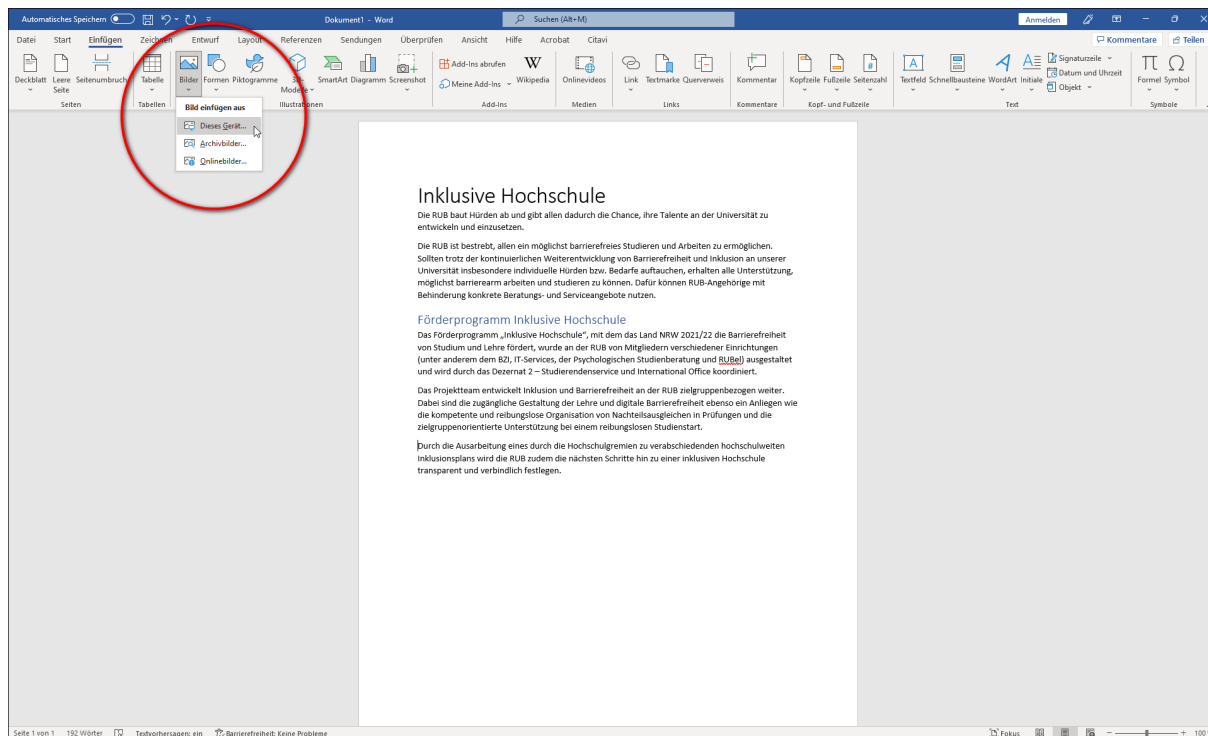 Automatisches Speichern
Dokument1 - Word
Suchen (Alt+M)
Anmelden
Datei Start Einfügen Zeichnen Entwurf Layout Referenzen Sendungen Überprüfen Ansicht Hilfe Acrobat Citavi
Kommentare Teilen
Deckblatt Leere Seite Seitenumbruch
Seiten
Tabelle
Tabellen
Bilder Formen Piktogramme 3D-Modelle SmartArt Diagramm Screenshot
Illustrationen
Add-Ins abrufen
Meine Add-Ins
Wikipedia
Add-Ins
Onlinevideos
Medien
Link Textmarke Querverweis
Links
Kommentar
Kommentare
Kopfzeile Fußzeile Seitenzahl
Kopf- und Fußzeile
Textfeld Schnellbausteine WordArt Initiale
Signaturzeile
Datum und Uhrzeit
Objekt
Text
Formel Symbol
Symbole
Bild einfügen aus
Dieses Gerät...
Archivbilder...
Onlinebilder...
Inklusive Hochschule
Die RUB baut Hürden ab und gibt allen dadurch die Chance, ihre Talente an der Universität zu
entwickeln und einzusetzen.
Die RUB ist bestrebt, allen ein möglichst barrierefreies Studieren und Arbeiten zu ermöglichen.
Sollten trotz der kontinuierlichen Weiterentwicklung von Barrierefreiheit und Inklusion an unserer
Universität insbesondere individuelle Hürden bzw. Bedarfe auftauchen, erhalten alle Unterstützung,
möglichst barrierearm arbeiten und studieren zu können. Dafür können RUB-Angehörige mit
Behinderung konkrete Beratungs- und Serviceangebote nutzen.
Förderprogramm Inklusive Hochschule
Das Förderprogramm „Inklusive Hochschule“, mit dem das Land NRW 2021/22 die Barrierefreiheit
von Studium und Lehre fördert, wurde an der RUB von Mitgliedern verschiedener Einrichtungen
(unter anderem dem BZI, IT-Services, der Psychologischen Studienberatung und RUBel) ausgestaltet
und wird durch das Dezernat 2 – Studierendenservice und International Office koordiniert.
Das Projektteam entwickelt Inklusion und Barrierefreiheit an der RUB zielgruppenbezogen weiter.
Dabei sind die zugängliche Gestaltung der Lehre und digitale Barrierefreiheit ebenso ein Anliegen wie
die kompetente und reibungslose Organisation von Nachteilsausgleichen in Prüfungen und die
zielgruppenorientierte Unterstützung bei einem reibungslosen Studienstart.
Durch die Ausarbeitung eines durch die Hochschulgremien zu verabschiedenden hochschulweiten
Inklusionsplans wird die RUB zudem die nächsten Schritte hin zu einer inklusiven Hochschule
transparent und verbindlich festlegen.
Seite 1 von 1 192 Wörter Textvorhersagen: ein Barrierefreiheit: Keine Probleme
Fokus